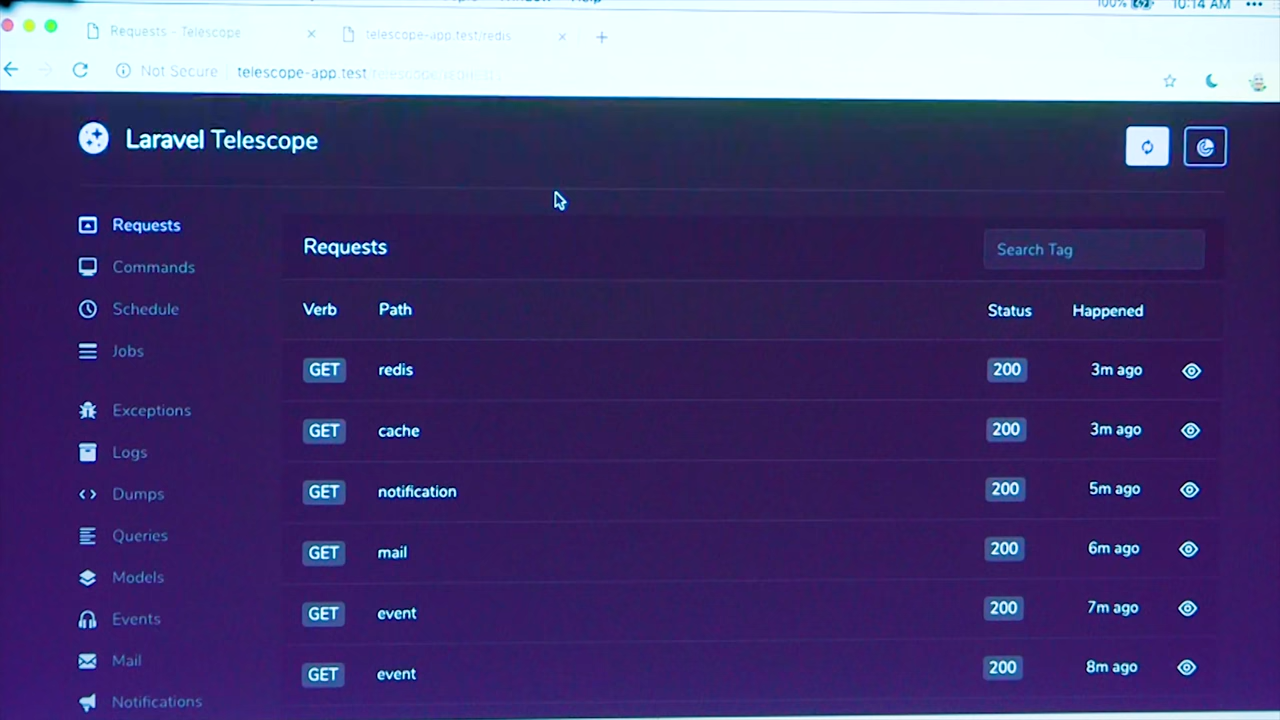 100% 10:14 AM
Requests - Telescope telescope-app.test/redis
Not Secure telescope-app.test/telescope/requests
Laravel Telescope
Requests
Commands
Schedule
Jobs
Exceptions
Logs
Dumps
Queries
Models
Events
Mail
Notifications
Requests Search Tag
Verb Path Status Happened
GET redis 200 3m ago
GET cache 200 3m ago
GET notification 200 5m ago
GET mail 200 6m ago
GET event 200 7m ago
GET event 200 8m ago